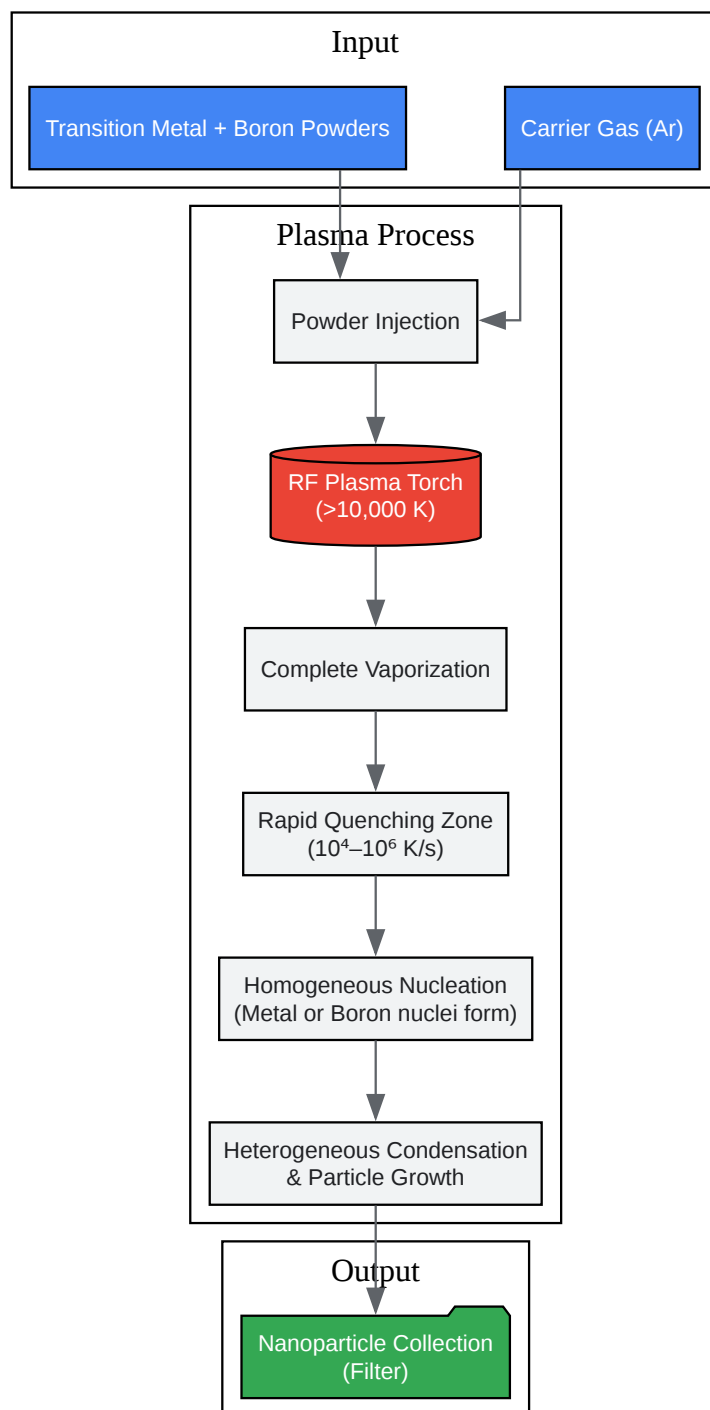 Input
Transition Metal + Boron Powders
Carrier Gas (Ar)
Plasma Process
Powder Injection
RF Plasma Torch
(>10,000 K)
Complete Vaporization
Rapid Quenching Zone
(10⁴–10⁶ K/s)
Homogeneous Nucleation
(Metal or Boron nuclei form)
Heterogeneous Condensation
& Particle Growth
Output
Nanoparticle Collection
(Filter)